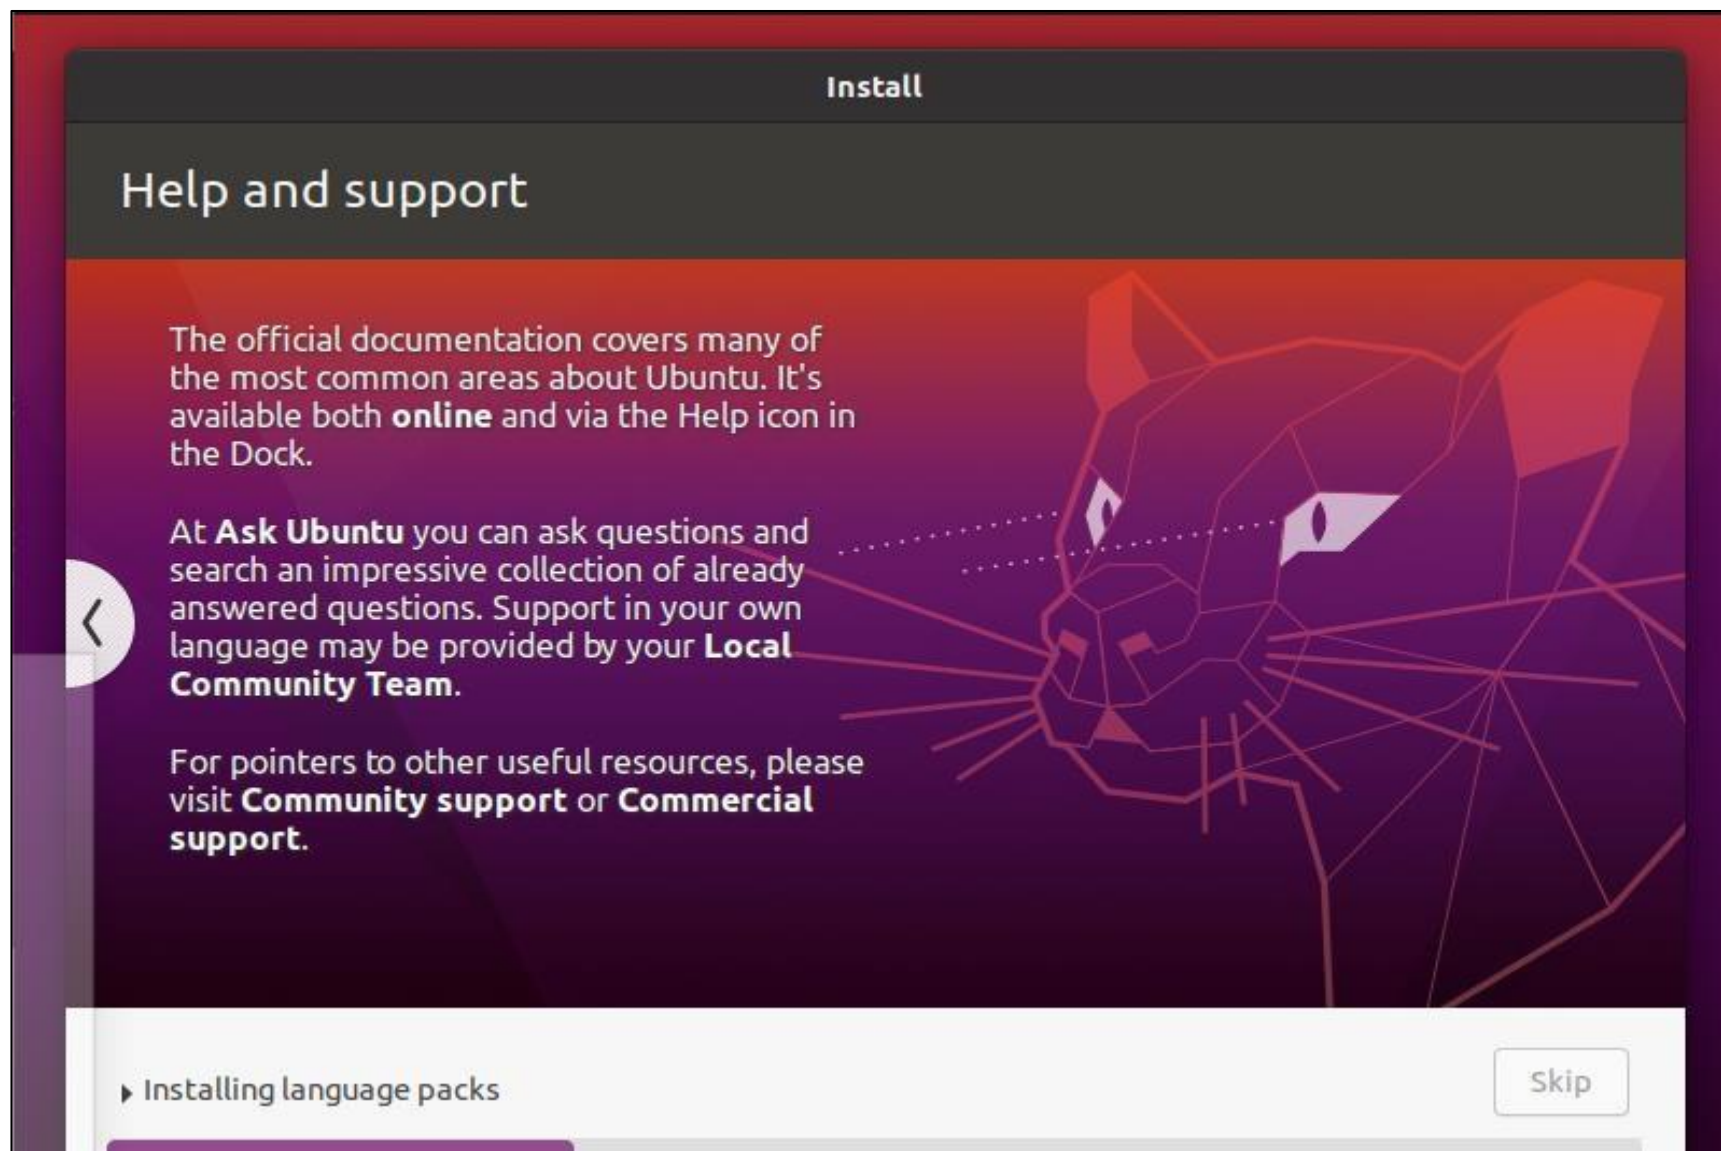 Install
Help and support
The official documentation covers many of
the most common areas about Ubuntu. It's
available both online and via the Help icon in
the Dock.
At Ask Ubuntu you can ask questions and
search an impressive collection of already
answered questions. Support in your own
language may be provided by your Local
Community Team.
For pointers to other useful resources, please
visit Community support or Commercial
support.
Installing language packs
Skip